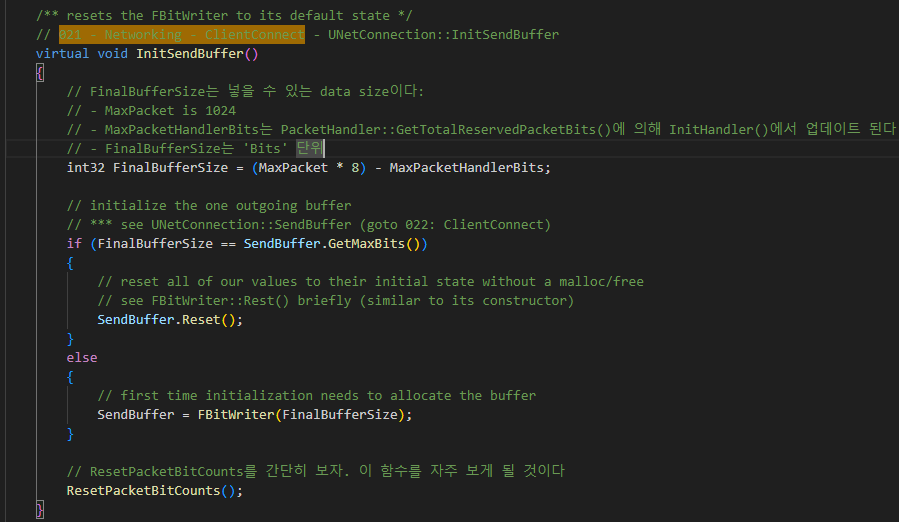 /** resets the FBitWriter to its default state */
// 021 - Networking - ClientConnect - UNetConnection::InitSendBuffer
virtual void InitSendBuffer()
{
// FinalBufferSize는 넣을 수 있는 data size이다:
// - MaxPacket is 1024
// - MaxPacketHandlerBits는 PacketHandler::GetTotalReservedPacketBits()에 의해 InitHandler()에서 업데이트 된다
// - FinalBufferSize는 'Bits' 단위
int32 FinalBufferSize = (MaxPacket * 8) - MaxPacketHandlerBits;
// initialize the one outgoing buffer
// *** see UNetConnection::SendBuffer (goto 022: ClientConnect)
if (FinalBufferSize == SendBuffer.GetMaxBits())
{
// reset all of our values to their initial state without a malloc/free
// see FBitWriter::Rest() briefly (similar to its constructor)
SendBuffer.Reset();
}
else
{
// first time initialization needs to allocate the buffer
SendBuffer = FBitWriter(FinalBufferSize);
}
// ResetPacketBitCounts를 간단히 보자. 이 함수를 자주 보게 될 것이다
ResetPacketBitCounts();
}